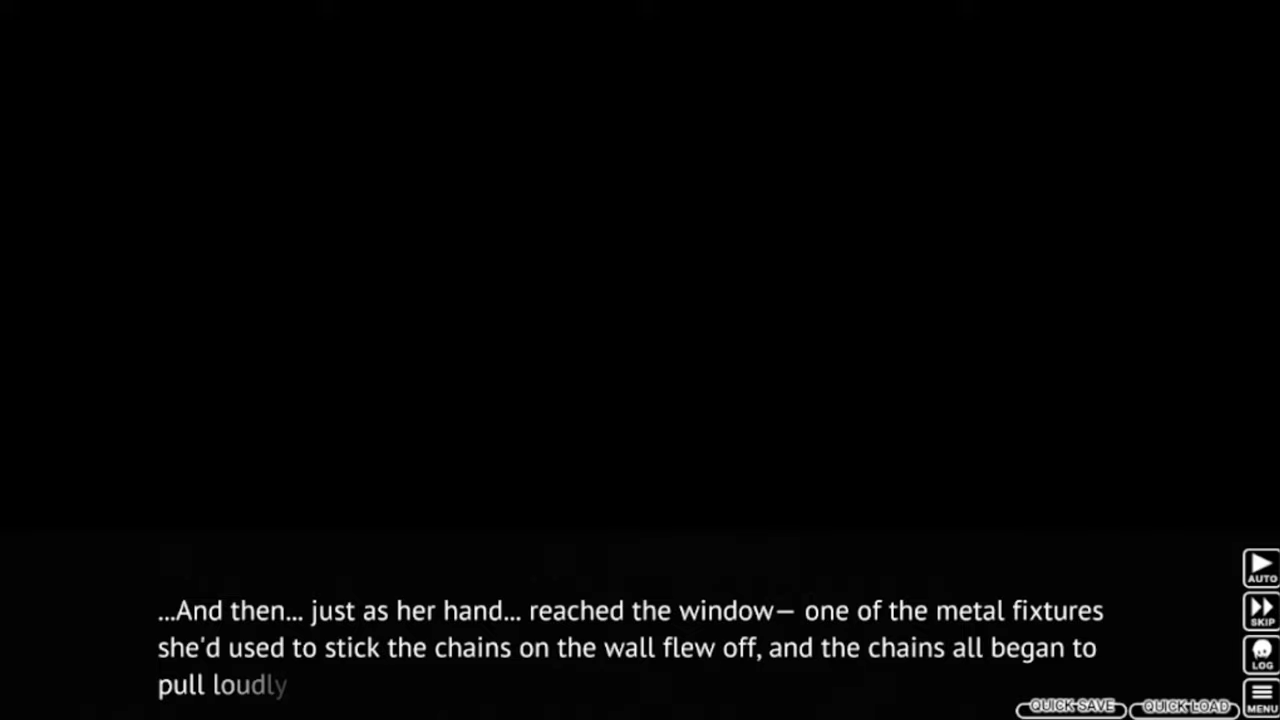 ...And then... just as her hand... reached the window— one of the metal fixtures
she'd used to stick the chains on the wall flew off, and the chains all began to
pull loudly
AUTO
SKIP
LOG
MENU
QUICK SAVE
QUICK LOAD